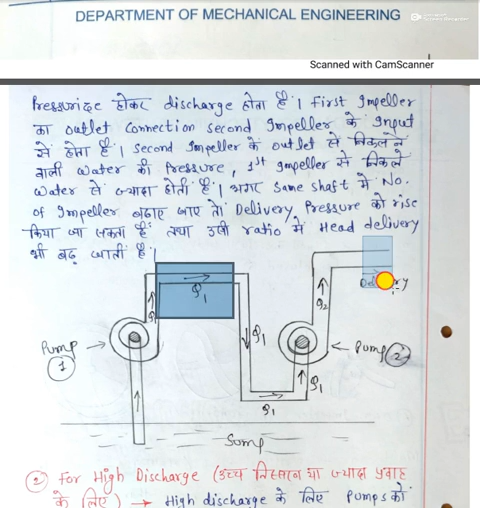 DEPARTMENT OF MECHANICAL ENGINEERING
Scanned with CamScanner
Pressurize होकर discharge होता है। First Impeller
का outlet connection second Impeller के Input
से होता है। Second Impeller के outlet से निकलने
वाली water की Pressure, 1st Impeller से निकले
water से ज्यादा होती है। अगर same shaft में No.
of Impeller बढ़ाए जाए तो Delivery Pressure को rise
किया जा सकता है तथा उसी ratio में Head delivery
भी बढ़ जाती है।
Q1
Q2
Pump
1
Q1
Pump 2
Q1
Q1
Sump
2 For High Discharge (उच्च निस्सरण या ज्यादा प्रवाह
के लिए) → High discharge के लिए Pumps को